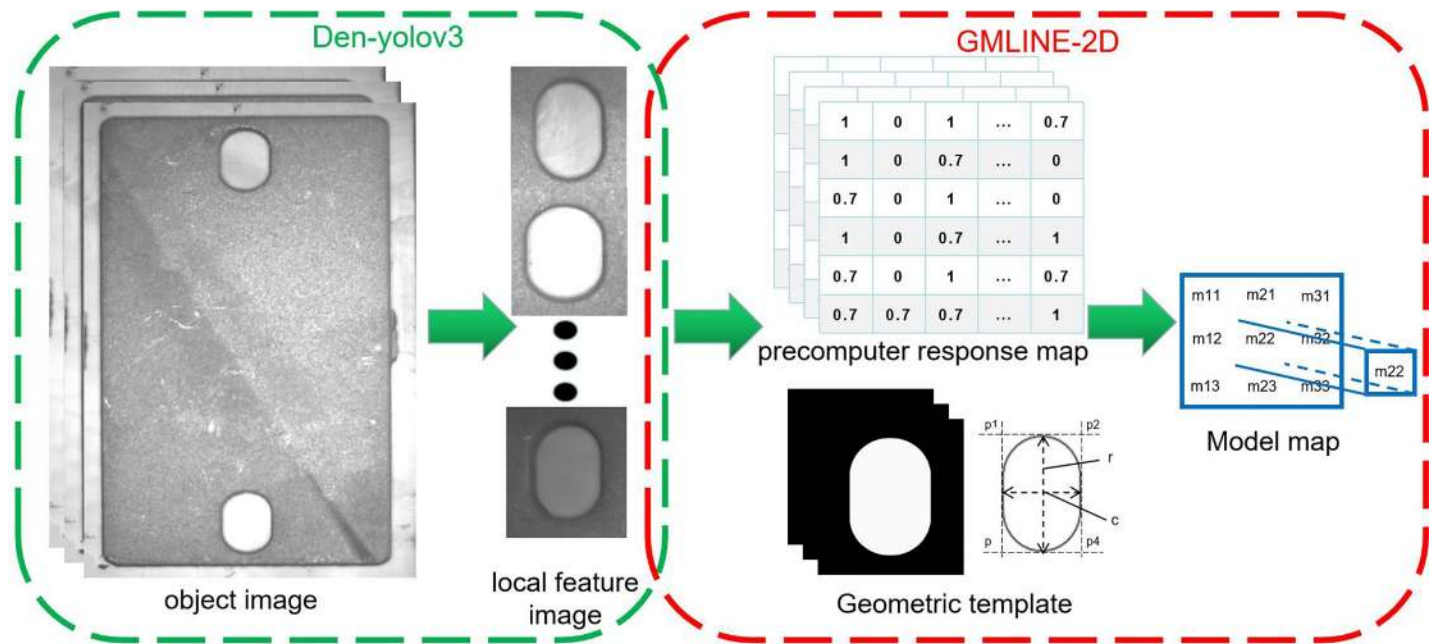 Den-yolov3
GMLINE-2D
1 0 1 ... 0.7
1 0 0.7 ... 0
0.7 0 1 ... 0
1 0 0.7 ... 1
0.7 0 1 ... 0.7
0.7 0.7 0.7 ... 1
precomputer response map
m11 m21 m31
m12 m22 m32
m22
m13 m23 m33
Model map
p1 p2
r
c
p p4
object image
local feature
image
Geometric template